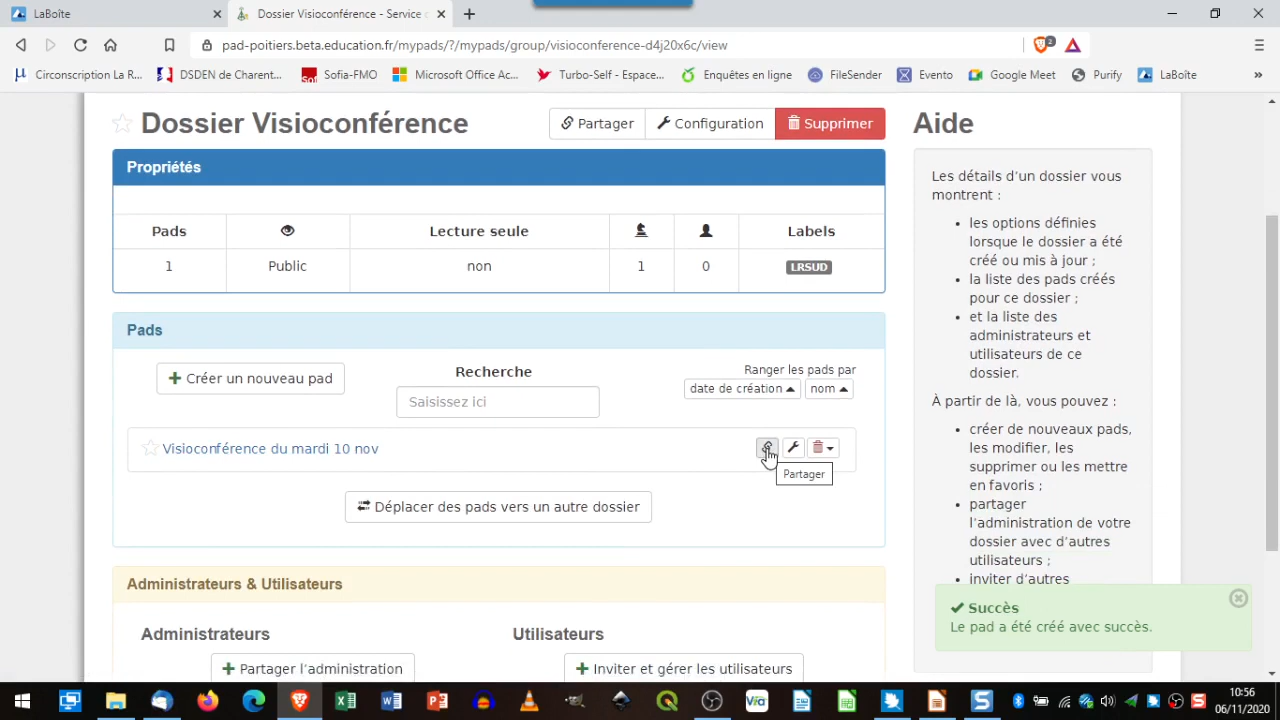 LaBoîte
Dossier Visioconférence - Service c
pad-poitiers.beta.education.fr/mypads/?/mypads/group/visioconference-d4j20x6c/view
2
Circonscription La R...
DSDEN de Charent...
Sofia-FMO
Microsoft Office Ac...
Turbo-Self - Espace...
Enquêtes en ligne
FileSender
Evento
Google Meet
Purify
LaBoîte
»
Dossier Visioconférence
Partager
Configuration
Supprimer
Propriétés
Pads
Lecture seule
Labels
1
Public
non
1
0
LRSUD
Pads
Créer un nouveau pad
Recherche
Saisissez ici
Ranger les pads par
date de création
nom
Visioconférence du mardi 10 nov
Partager
Déplacer des pads vers un autre dossier
Administrateurs & Utilisateurs
Administrateurs
Utilisateurs
Partager l'administration
Inviter et gérer les utilisateurs
Aide
Les détails d'un dossier vous
montrent :
les options définies
lorsque le dossier a été
créé ou mis à jour ;
la liste des pads créés
pour ce dossier ;
et la liste des
administrateurs et
utilisateurs de ce
dossier.
À partir de là, vous pouvez :
créer de nouveaux pads,
les modifier, les
supprimer ou les mettre
en favoris ;
partager
l'administration de votre
dossier avec d'autres
utilisateurs ;
inviter d'autres
Succès
Le pad a été créé avec succès.
10:56
06/11/2020